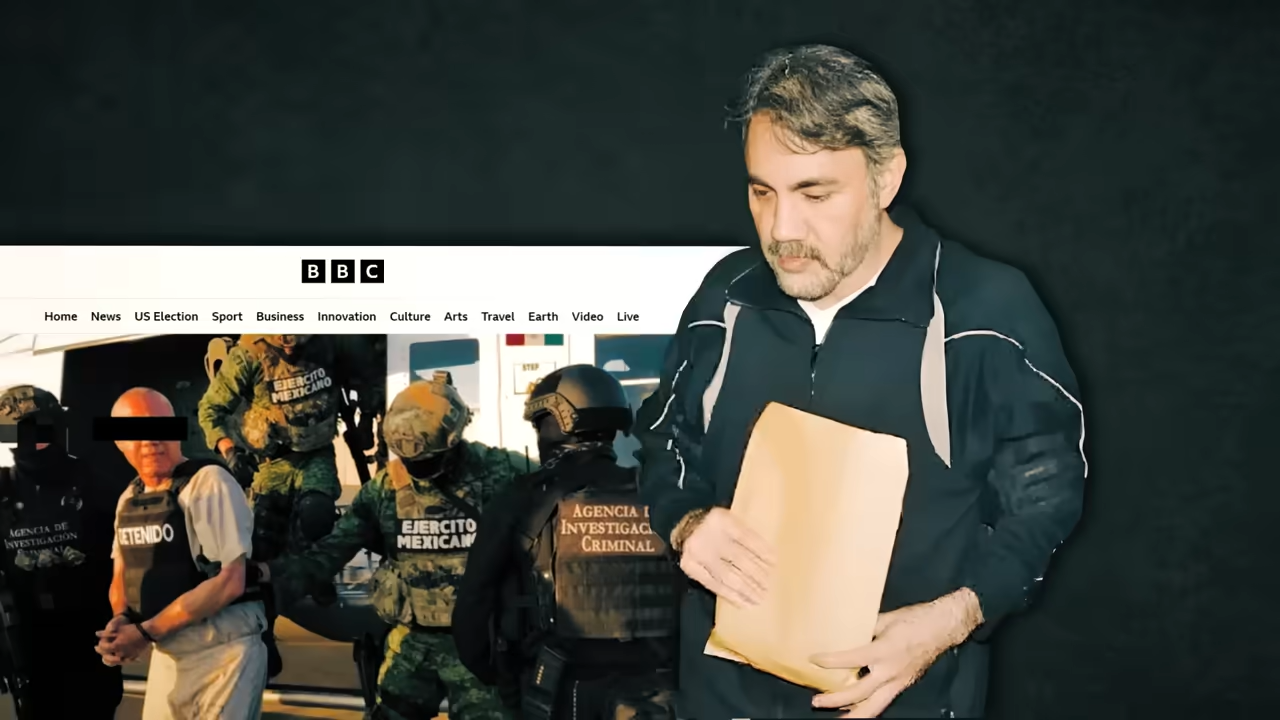 BBC
Home News US Election Sport Business Innovation Culture Arts Travel Earth Video Live
EJERCITO
MEXICANO
STEP
DETENIDO
AGENCIA DE
INVESTIGACIÓN
EJERCITO
MEXICANO
AGENCIA D
INVESTIGACI
CRIMINAL